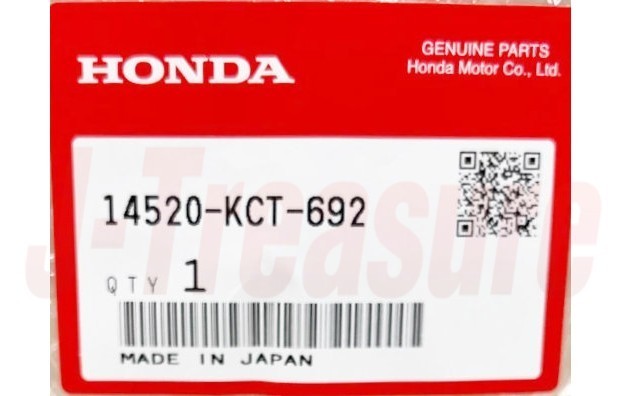 HONDA
GENUINE PARTS
Honda Motor Co., Ltd.
14520-KCT-692
QTY 1
MADE IN JAPAN
J-Treasure